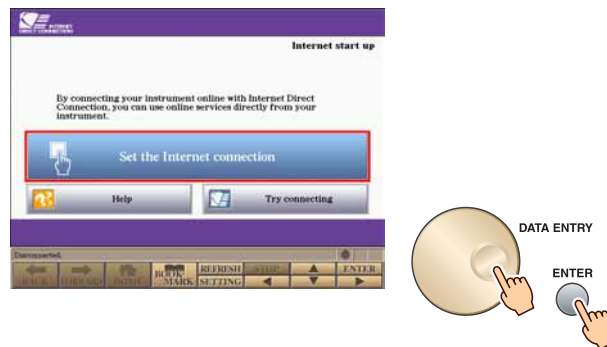 INTERNET
DIRECT CONNECTION
Internet start up
By connecting your instrument online with Internet Direct
Connection, you can use online services directly from your
instrument.
Set the Internet connection
Help
Try connecting
Disconnected.
BACK
FORWARD
HOME
BOOK
MARK
REFRESH
STOP
ENTER
SETTING
DATA ENTRY
ENTER